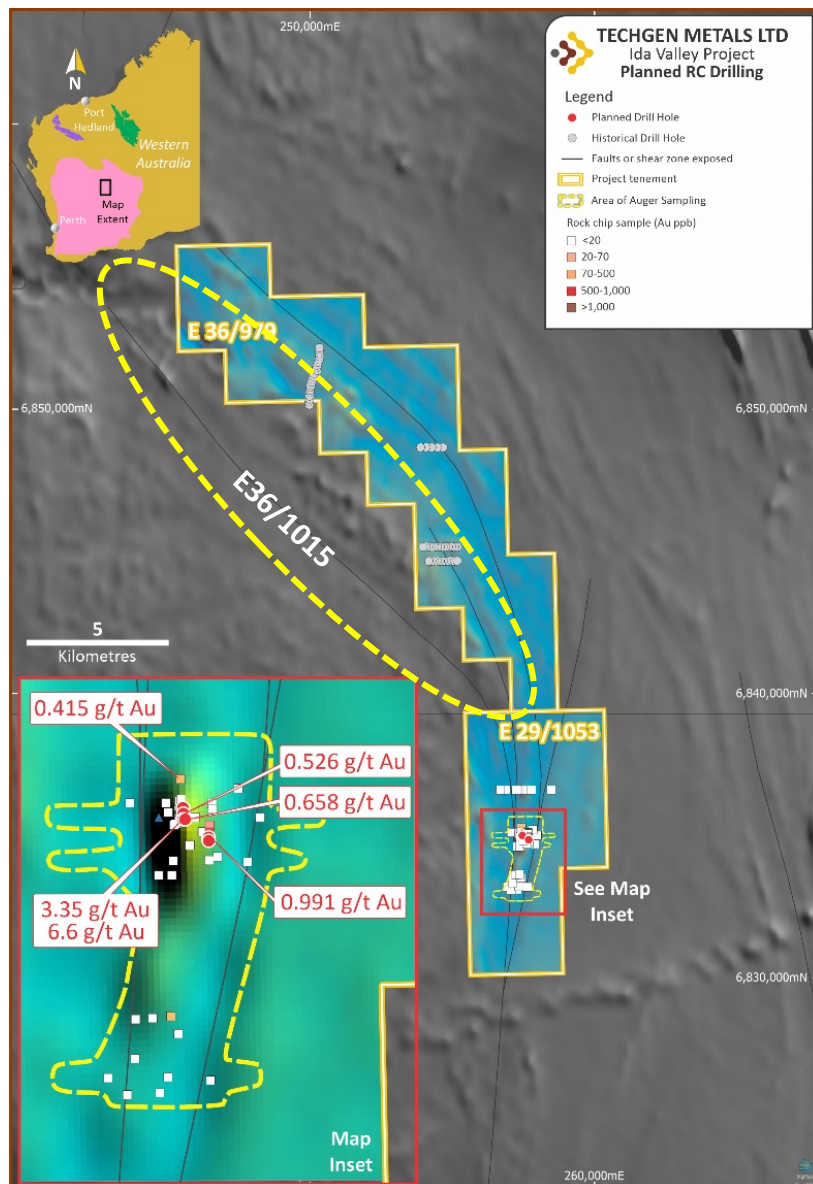 250,000mE
TECHGEN METALS LTD
Ida Valley Project
Planned RC Drilling
Legend
Planned Drill Hole
Historical Drill Hole
Faults or shear zone exposed
Project tenement
Area of Auger Sampling
Rock chip sample (Au ppb)
<20
20-70
70-500
500-1,000
>1,000
N
Port
Hedland
Western
Australia
Map
Extent
Perth
E 36/979
6,850,000mN
6,850,000mN
E36/1015
5
Kilometres
6,840,000mN
E 29/1053
See Map
Inset
6,830,000mN
0.415 g/t Au
0.526 g/t Au
0.658 g/t Au
3.35 g/t Au
6.6 g/t Au
0.991 g/t Au
Map
Inset
260,000mE